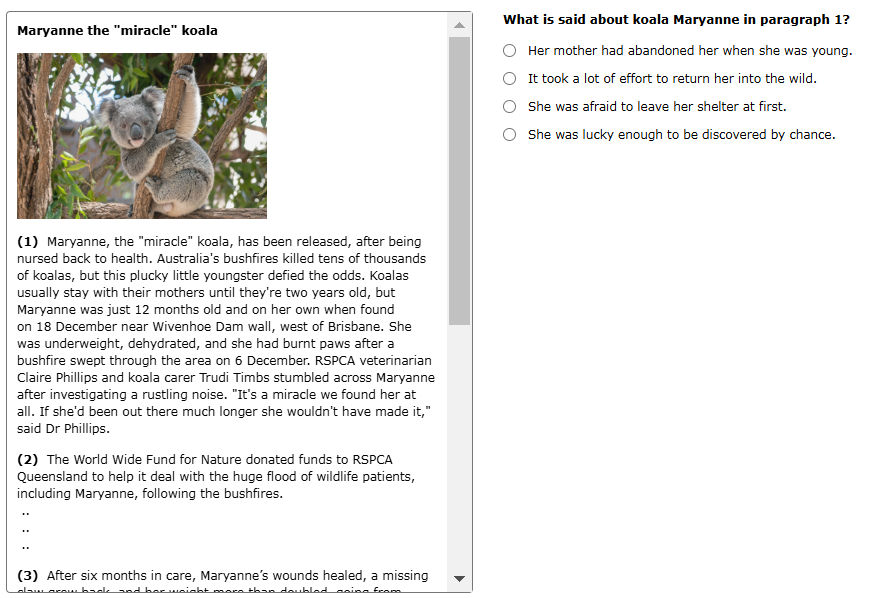 Maryanne the "miracle" koala
(1) Maryanne, the "miracle" koala, has been released, after being
nursed back to health. Australia's bushfires killed tens of thousands
of koalas, but this plucky little youngster defied the odds. Koalas
usually stay with their mothers until they're two years old, but
Maryanne was just 12 months old and on her own when found
on 18 December near Wivenhoe Dam wall, west of Brisbane. She
was underweight, dehydrated, and she had burnt paws after a
bushfire swept through the area on 6 December. RSPCA veterinarian
Claire Phillips and koala carer Trudi Timbs stumbled across Maryanne
after investigating a rustling noise. "It's a miracle we found her at
all. If she'd been out there much longer she wouldn't have made it,"
said Dr Phillips.
(2) The World Wide Fund for Nature donated funds to RSPCA
Queensland to help it deal with the huge flood of wildlife patients,
including Maryanne, following the bushfires.
..
..
..
(3) After six months in care, Maryanne's wounds healed, a missing
claw grew back, and her weight more than doubled, going from
What is said about koala Maryanne in paragraph 1?
Her mother had abandoned her when she was young.
It took a lot of effort to return her into the wild.
She was afraid to leave her shelter at first.
She was lucky enough to be discovered by chance.